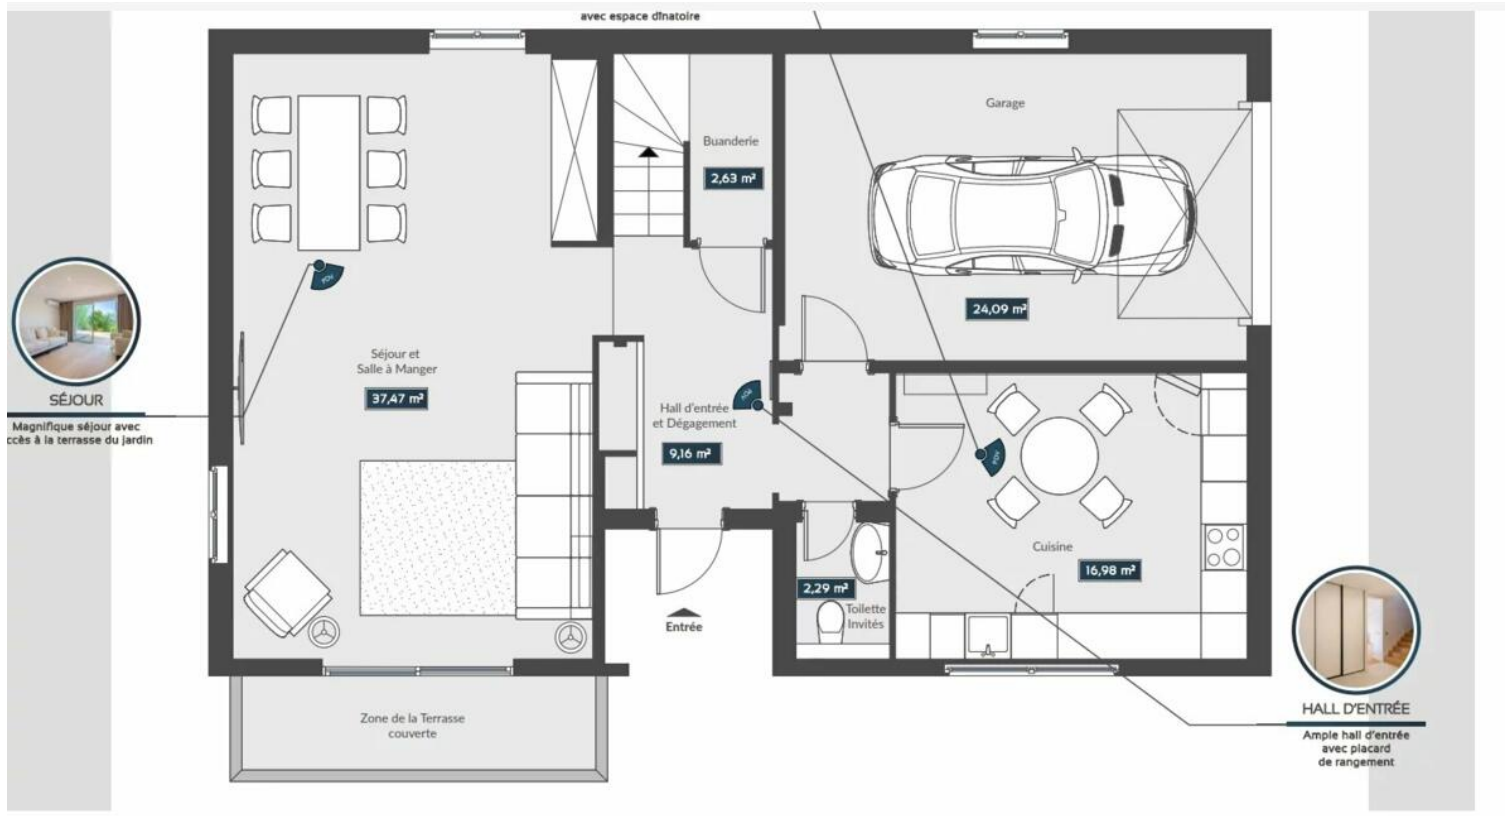 avec espace dînatoire
Garage
Buanderie
2,63 m²
24,09 m²
Séjour et
Salle à Manger
37,47 m²
SÉJOUR
Magnifique séjour avec
ccès à la terrasse du jardin
Hall d'entrée
et Dégagement
9,16 m²
PDV
PDV
PDV
Cuisine
16,98 m²
2,29 m²
Toilette
Invités
Entrée
Zone de la Terrasse
couverte
HALL D'ENTRÉE
Ample hall d'entrée
avec placard
de rangement